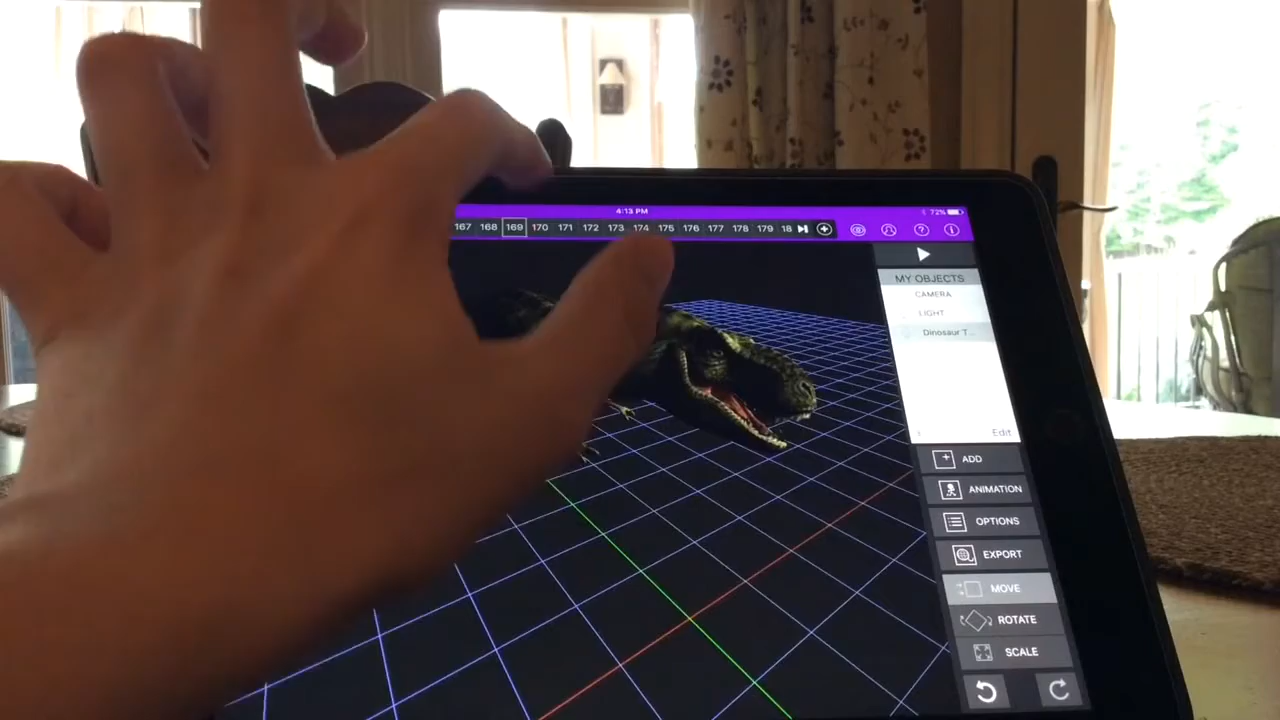 4:13 PM 72%
167 168 169 170 171 172 173 174 175 176 177 178 179 18
MY OBJECTS
CAMERA
LIGHT
Dinosaur T...
+ Edit
ADD
ANIMATION
OPTIONS
EXPORT
MOVE
ROTATE
SCALE